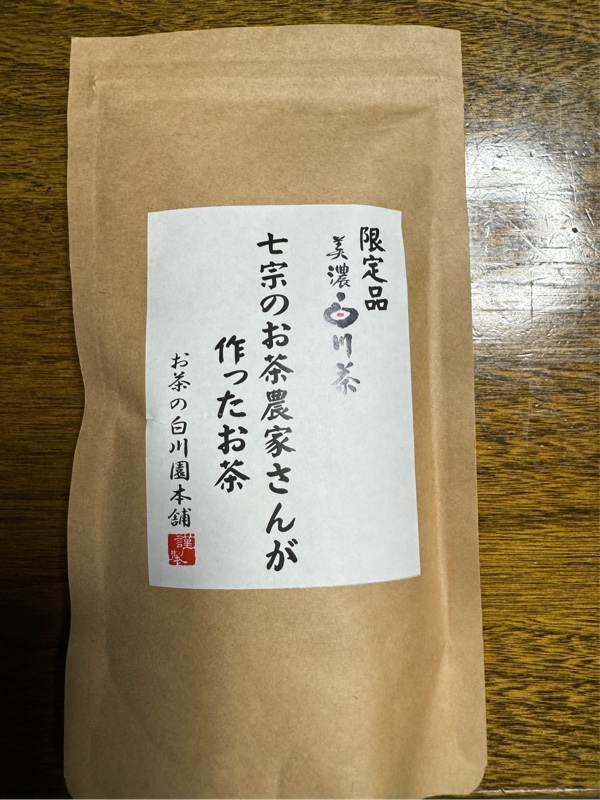 限定品
美濃白川茶
七宗のお茶農家さんが
作ったお茶
お茶の白川園本舗
謹製